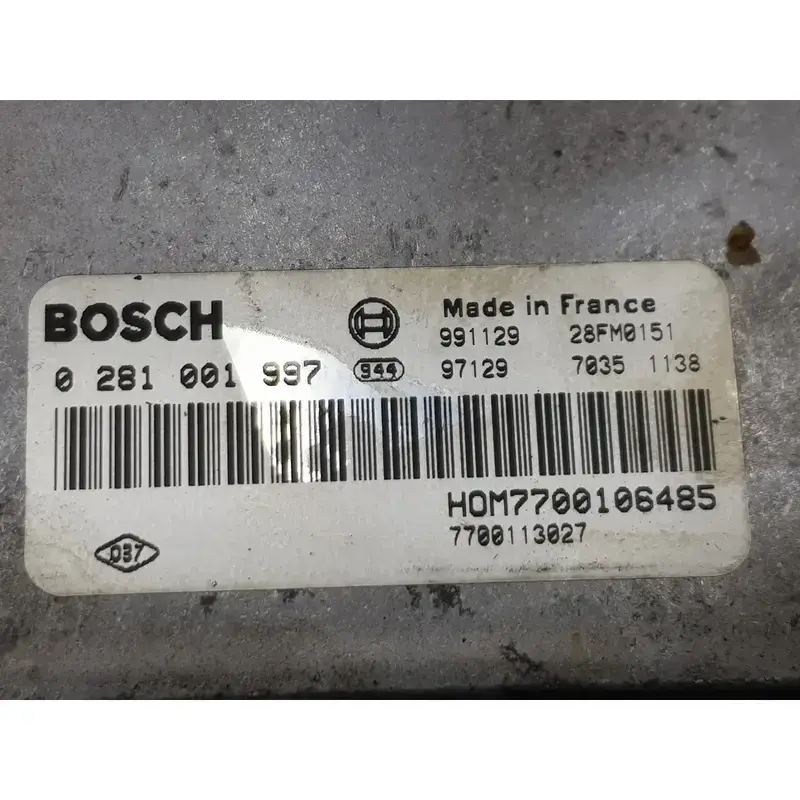 BOSCH
Made in France
991129 28FM0151
0 281 001 997 944 97129 7035 1138
HOM7700106485
7700113027
D37